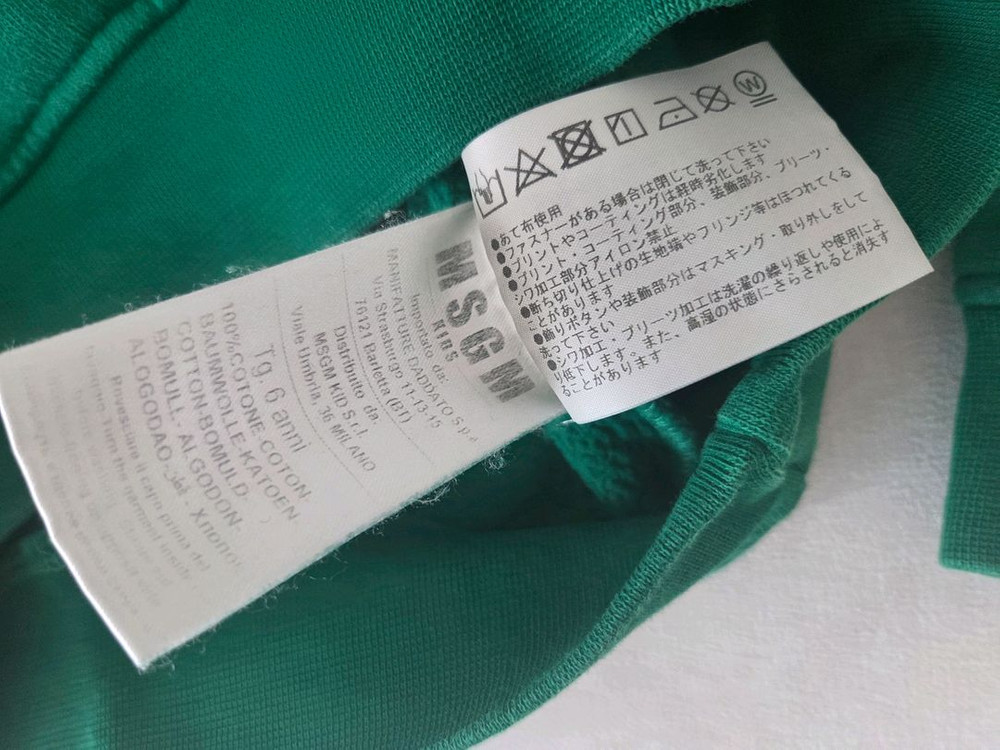 MSGM
KIDS
Importato da:
MANIFATTURE DADDATO S.p.a
Via Strasburgo 11-13-15
76121 Barletta (BT)
Distribuito da:
MSGM KID S.r.l.
Viale Umbria, 36 MILANO
Tg. 6 anni
100%COTONE-COTON-
BAUMWOLLE-KATOEN-
COTTON-BOMULD-
BOMULL- ALGODON-
ALGODAO-
Rovesciare il capo prima del
Turn the garment inside
W
●あて布使用
●ファスナーがある場合は閉じて洗って下さい
●プリントやコーティングは経時劣化します
●プリント・コーティング部分、装飾部分、プリーツ・
シワ加工部分アイロン禁止
●断ち切り仕上げの生地端やフリンジ等はほつれてくる
ことがあります
●飾りボタンや装飾部分はマスキング・取り外しをして
洗って下さい
●シワ加工・プリーツ加工は洗濯の繰り返しや使用によ
り低下します。また、高湿の状態にさらされると消失す
ることがあります